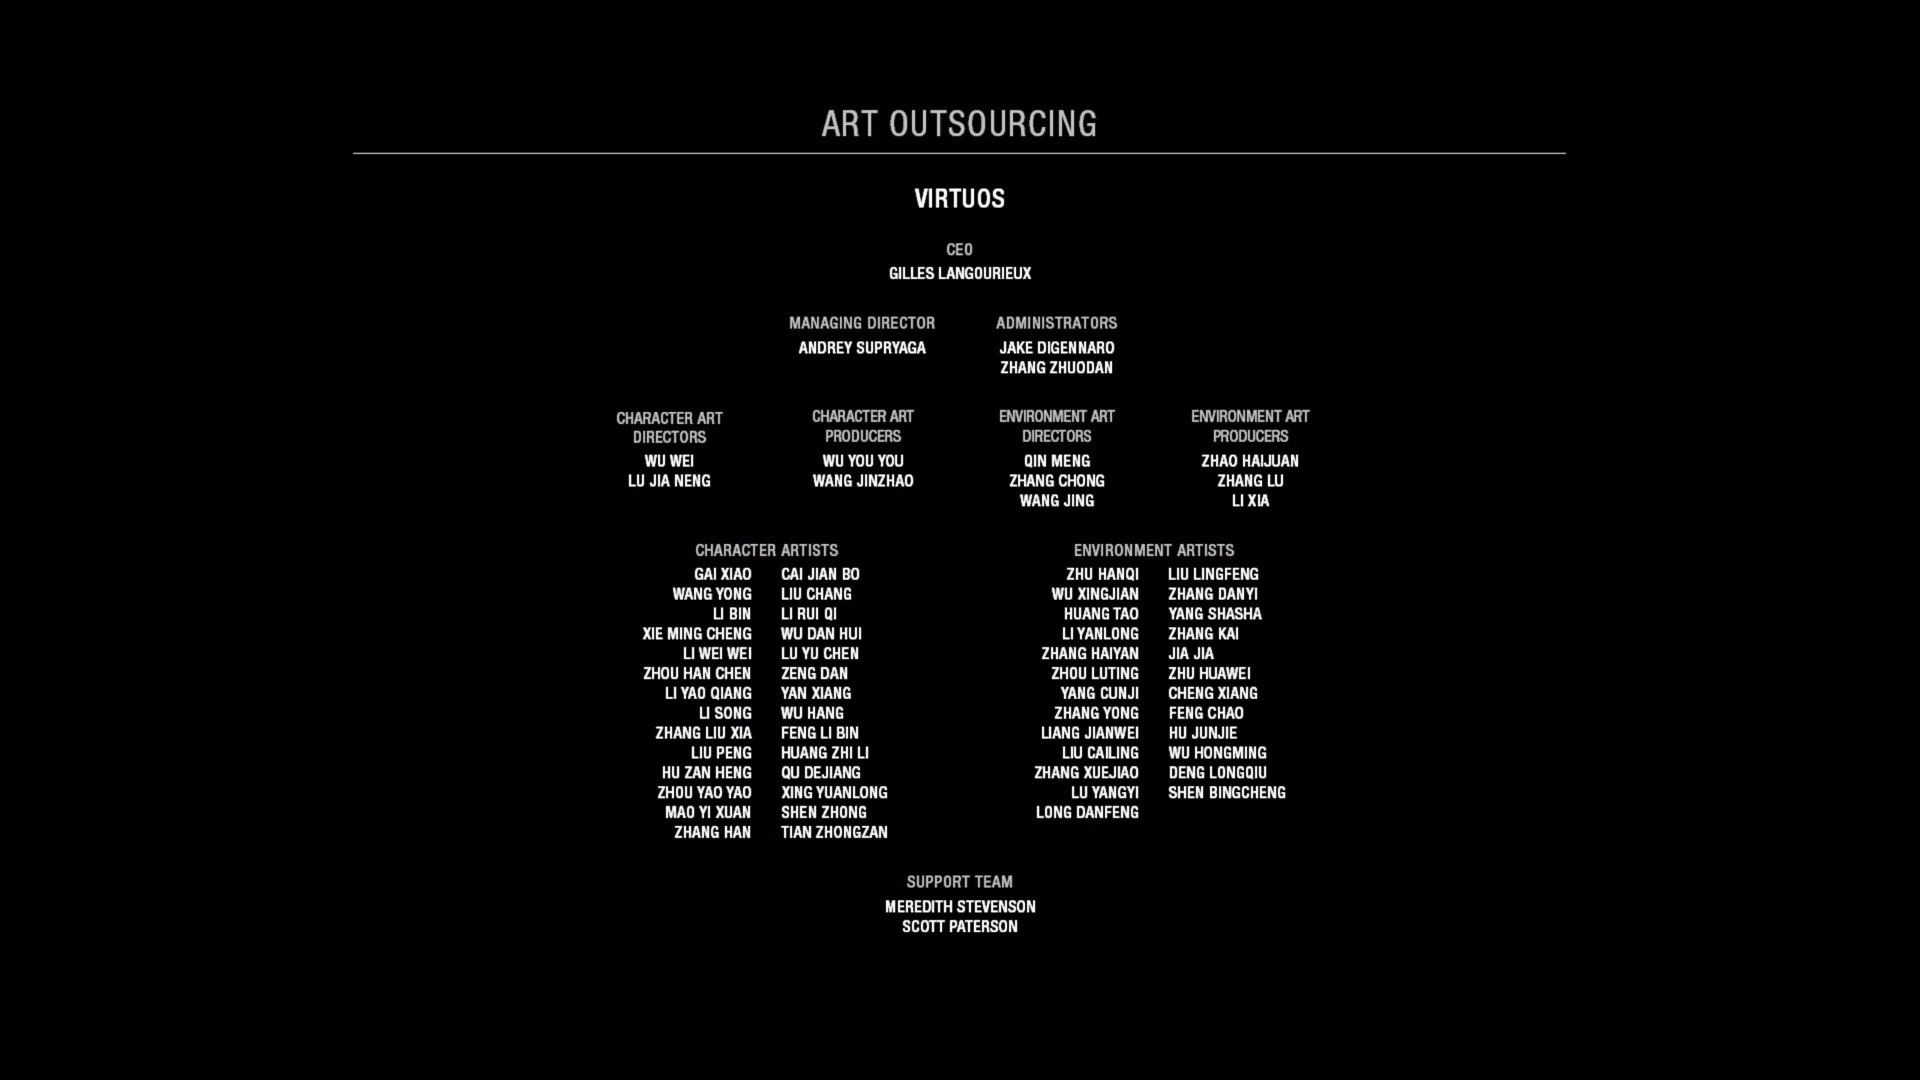 ART OUTSOURCING
VIRTUOS
CEO
GILLES LANGOURIEUX
MANAGING DIRECTOR
ANDREY SUPRYAGA
ADMINISTRATORS
JAKE DIGENNARO
ZHANG ZHUODAN
CHARACTER ART
DIRECTORS
WU WEI
LU JIA NENG
CHARACTER ART
PRODUCERS
WU YOU YOU
WANG JINZHAO
ENVIRONMENT ART
DIRECTORS
QIN MENG
ZHANG CHONG
WANG JING
ENVIRONMENT ART
PRODUCERS
ZHAO HAIJUAN
ZHANG LU
LI XIA
CHARACTER ARTISTS
GAI XIAO CAI JIAN BO
WANG YONG LIU CHANG
LI BIN LI RUI QI
XIE MING CHENG WU DAN HUI
LI WEI WEI LU YU CHEN
ZHOU HAN CHEN ZENG DAN
LI YAO QIANG YAN XIANG
LI SONG WU HANG
ZHANG LIU XIA FENG LI BIN
LIU PENG HUANG ZHI LI
HU ZAN HENG QU DEJIANG
ZHOU YAO YAO XING YUANLONG
MAO YI XUAN SHEN ZHONG
ZHANG HAN TIAN ZHONGZAN
ENVIRONMENT ARTISTS
ZHU HANQI LIU LINGFENG
WU XINGJIAN ZHANG DANYI
HUANG TAO YANG SHASHA
LI YANLONG ZHANG KAI
ZHANG HAIYAN JIA JIA
ZHOU LUTING ZHU HUAWEI
YANG CUNJI CHENG XIANG
ZHANG YONG FENG CHAO
LIANG JIANWEI HU JUNJIE
LIU CAILING WU HONGMING
ZHANG XUEJIAO DENG LONGQIU
LU YANGYI SHEN BINGCHENG
LONG DANFENG
SUPPORT TEAM
MEREDITH STEVENSON
SCOTT PATERSON